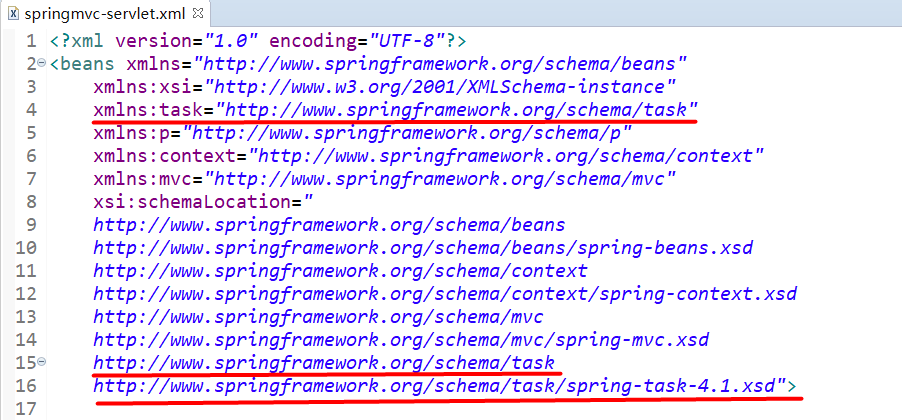 springmvc-servlet.xml
1 <?xml version="1.0" encoding="UTF-8"?>
2 <beans xmlns="http://www.springframework.org/schema/beans"
3 xmlns:xsi="http://www.w3.org/2001/XMLSchema-instance"
4 xmlns:task="http://www.springframework.org/schema/task"
5 xmlns:p="http://www.springframework.org/schema/p"
6 xmlns:context="http://www.springframework.org/schema/context"
7 xmlns:mvc="http://www.springframework.org/schema/mvc"
8 xsi:schemaLocation="
9 http://www.springframework.org/schema/beans
10 http://www.springframework.org/schema/beans/spring-beans.xsd
11 http://www.springframework.org/schema/context
12 http://www.springframework.org/schema/context/spring-context.xsd
13 http://www.springframework.org/schema/mvc
14 http://www.springframework.org/schema/mvc/spring-mvc.xsd
15 http://www.springframework.org/schema/task
16 http://www.springframework.org/schema/task/spring-task-4.1.xsd">
17